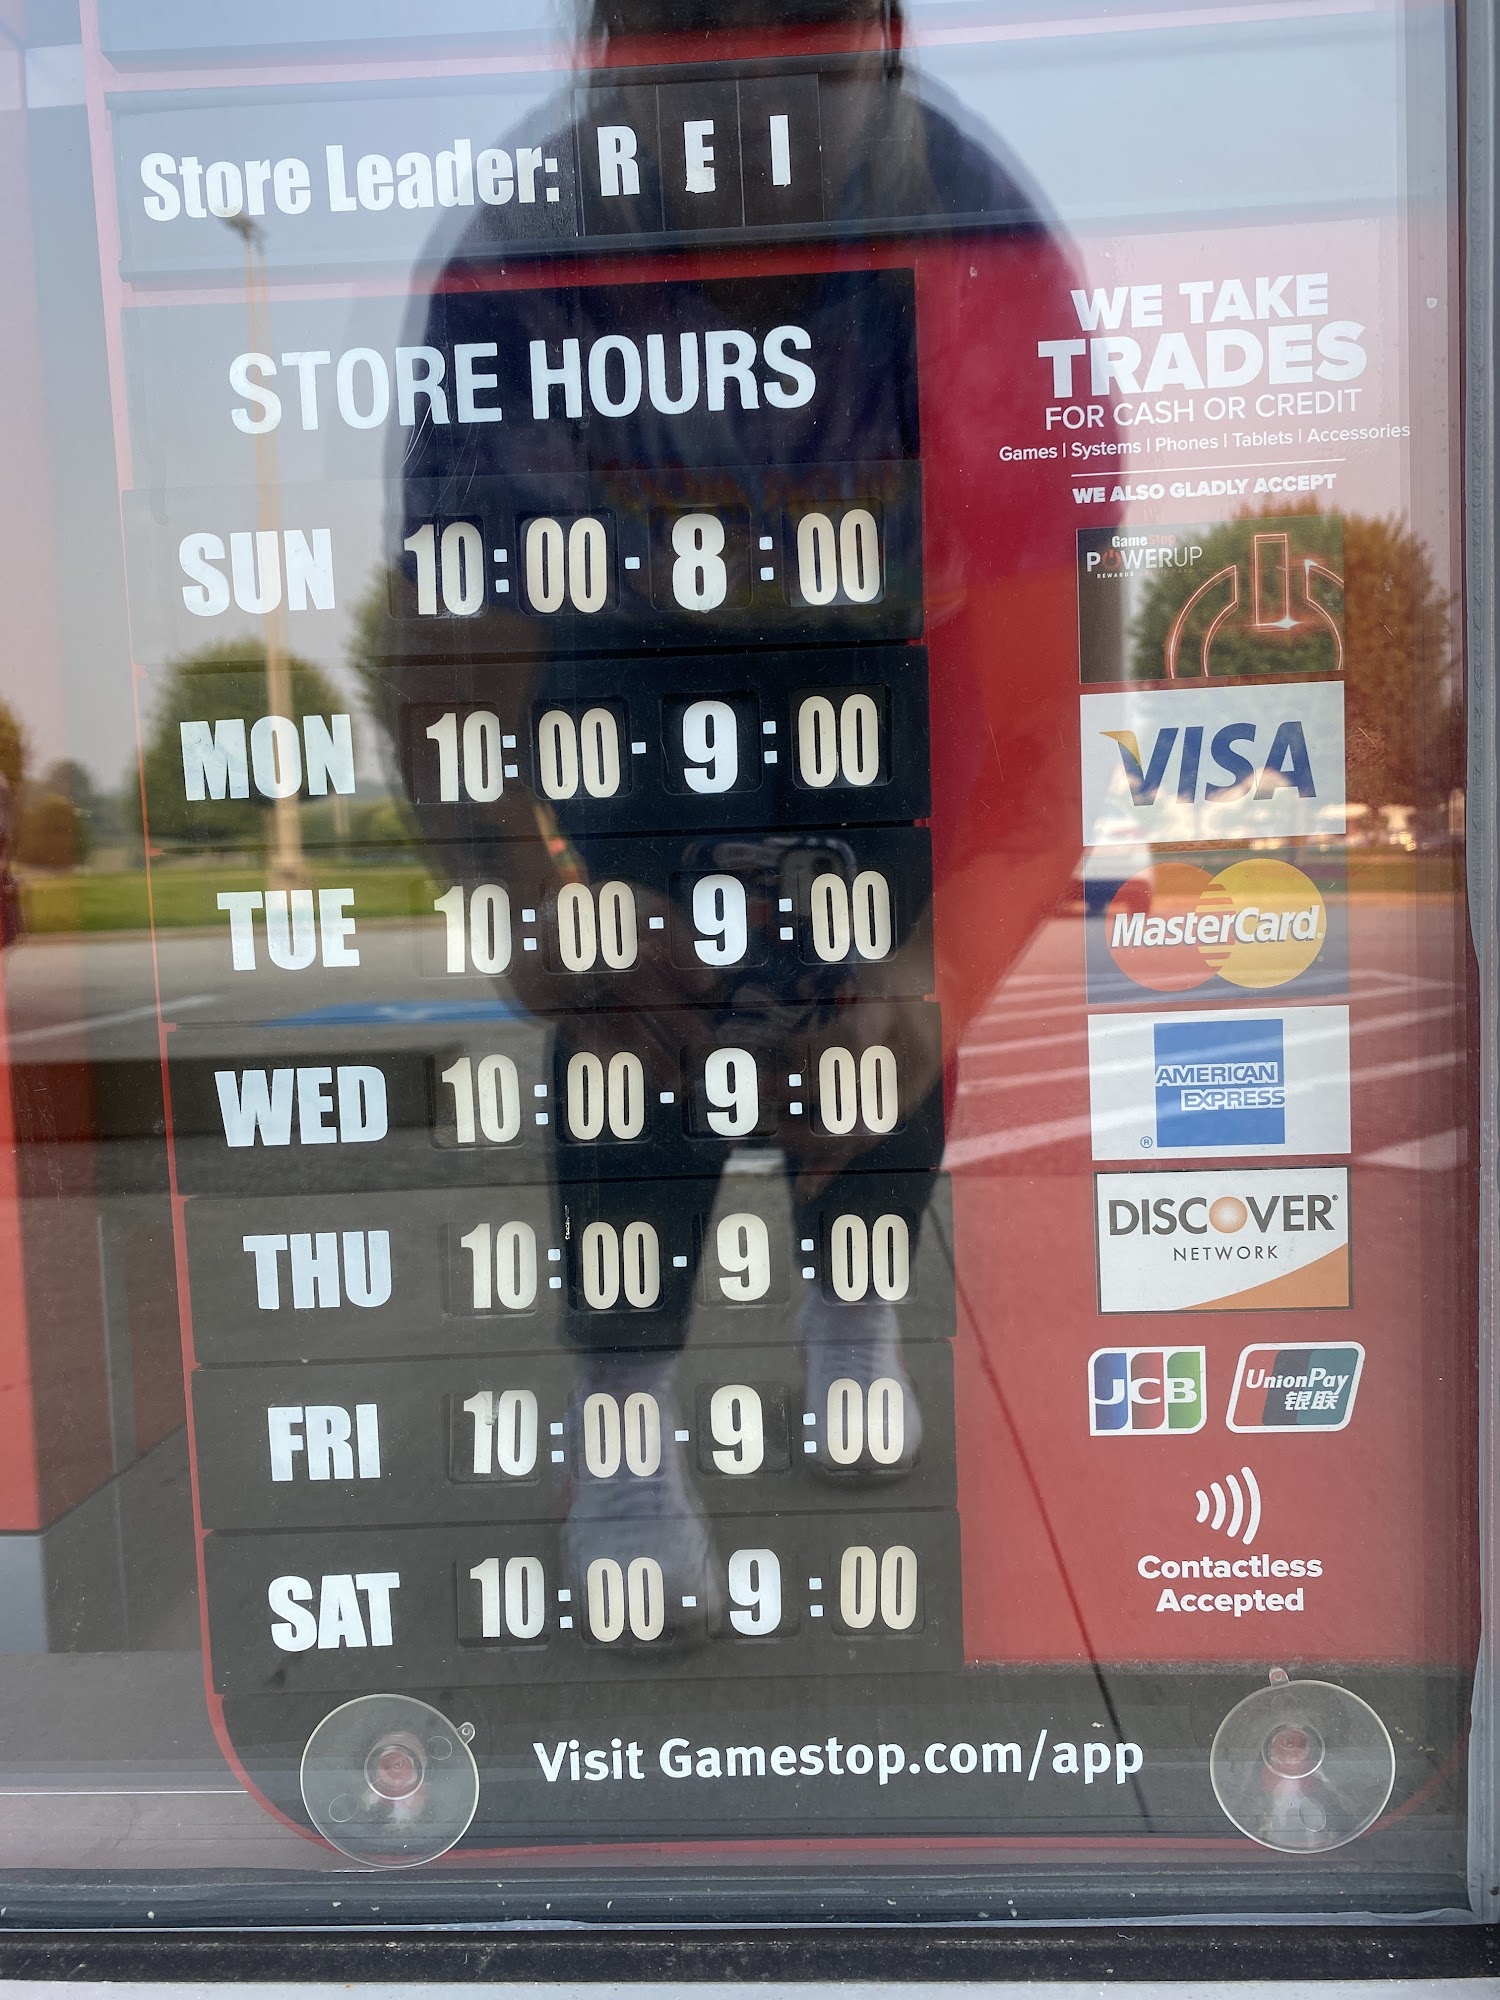 Store Leader: REI
STORE HOURS
SUN 10:00-8:00
MON 10:00-9:00
TUE 10:00-9:00
WED 10:00-9:00
THU 10:00-9:00
FRI 10:00-9:00
SAT 10:00-9:00
Visit Gamestop.com/app
WE TAKE
TRADES
FOR CASH OR CREDIT
Games | Systems | Phones | Tablets | Accessories
WE ALSO GLADLY ACCEPT
GameStop
POWERUP
REWARDS
VISA
MasterCard
AMERICAN
EXPRESS
®
DISCOVER®
NETWORK
JCB
UnionPay
银联
Contactless
Accepted